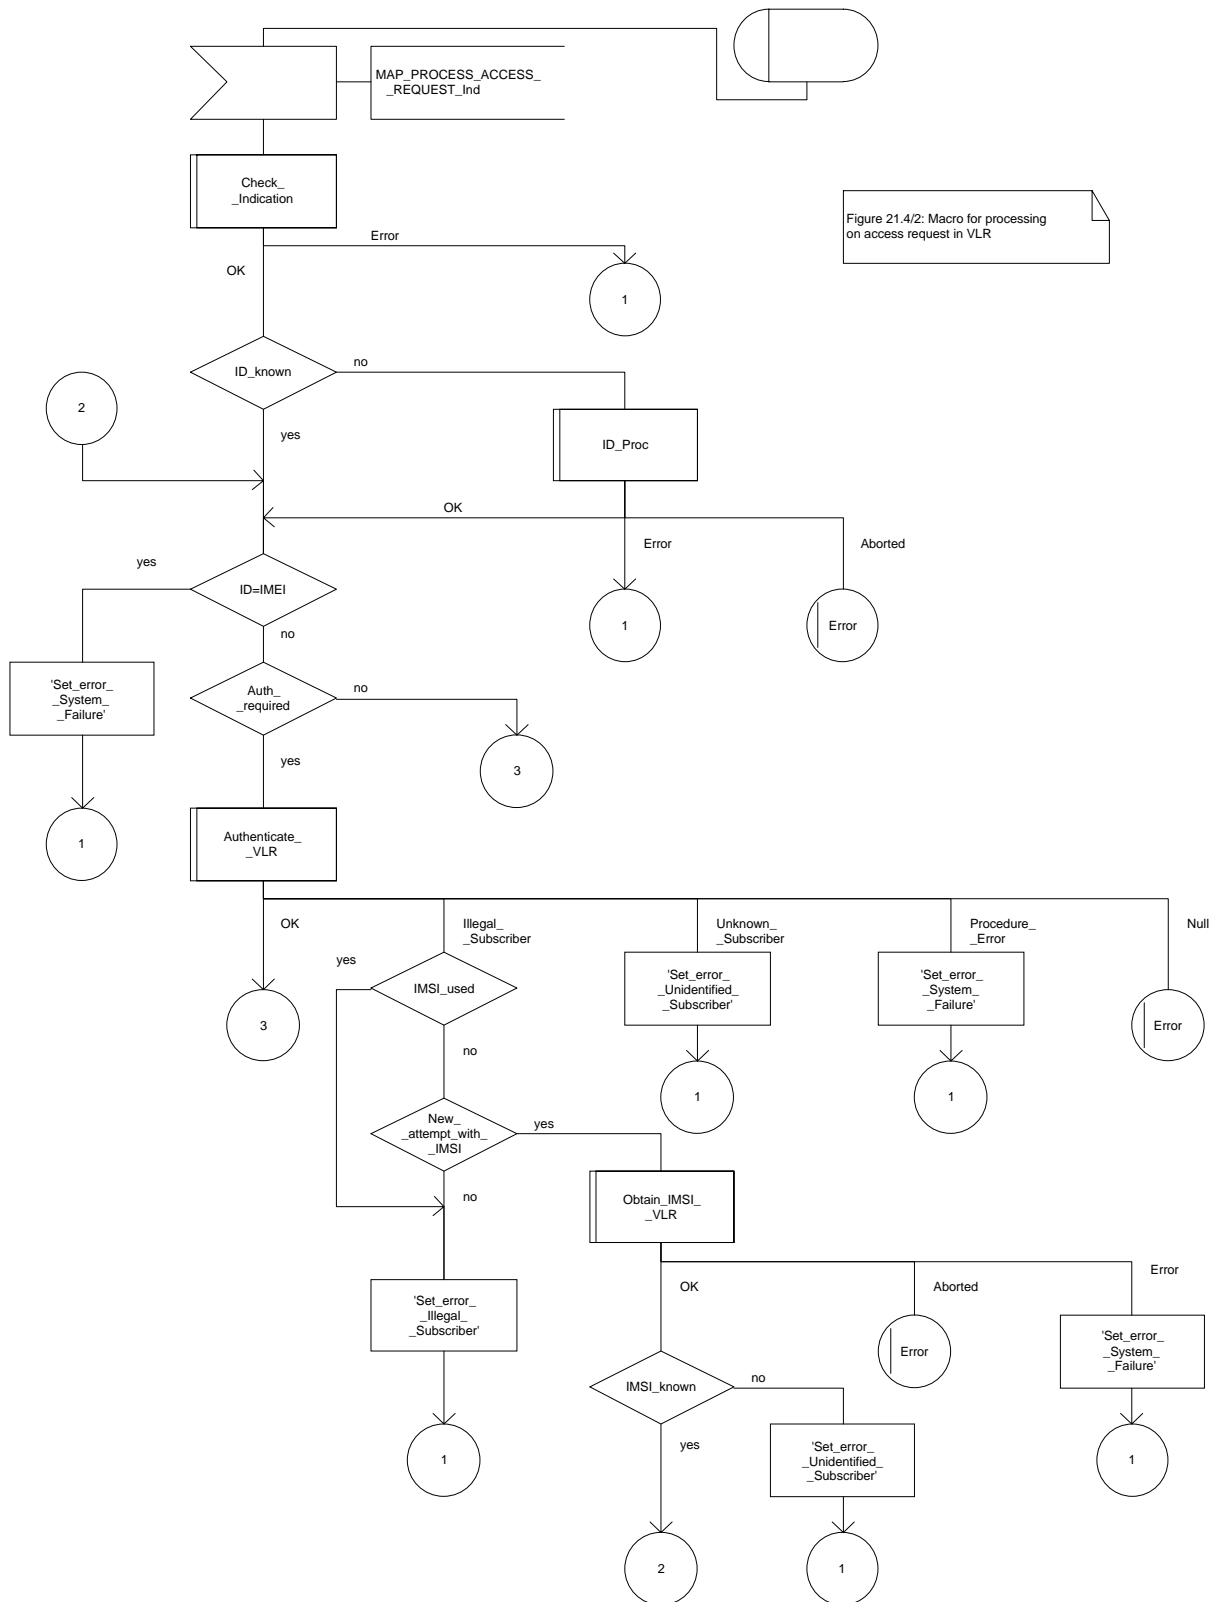 MAP_PROCESS_ACCESS_
_REQUEST_Ind
Check_
_Indication
Figure 21.4/2: Macro for processing
on access request in VLR
Error
OK
1
ID_known
no
2
yes
ID_Proc
OK
Error
Aborted
yes
ID=IMEI
1
Error
no
'Set_error_
_System_
_Failure'
Auth_
_required
no
yes
3
1
Authenticate_
_VLR
OK
Illegal_
_Subscriber
Unknown_
_Subscriber
Procedure_
_Error
Null
yes
IMSI_used
'Set_error_
_Unidentified_
_Subscriber'
'Set_error_
_System_
_Failure'
3
Error
no
1
1
New_
_attempt_with_
_IMSI
yes
no
Obtain_IMSI_
_VLR
OK
Aborted
Error
'Set_error_
_Illegal_
_Subscriber'
Error
'Set_error_
_System_
_Failure'
IMSI_known
no
yes
1
'Set_error_
_Unidentified_
_Subscriber'
1
2
1